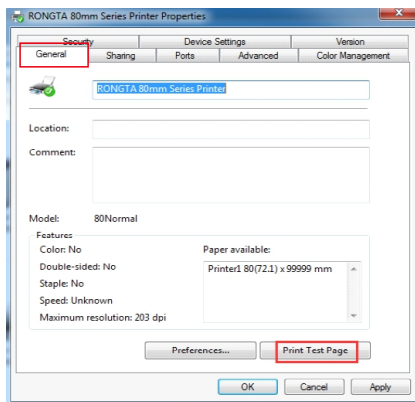 RONGTA 80mm Series Printer Properties
Security Device Settings Version
General Sharing Ports Advanced Color Management
RONGTA 80mm Series Printer
Location:
Comment:
Model: 80Normal
Features
Color: No Paper available:
Double-sided: No Printer1 80(72.1) x 99999 mm
Staple: No
Speed: Unknown
Maximum resolution: 203 dpi
Preferences... Print Test Page
OK Cancel Apply